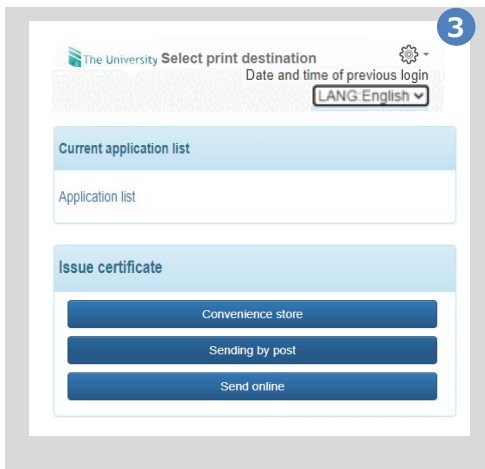 3
The University Select print destination
Date and time of previous login
LANG:English
Current application list
Application list
Issue certificate
Convenience store
Sending by post
Send online